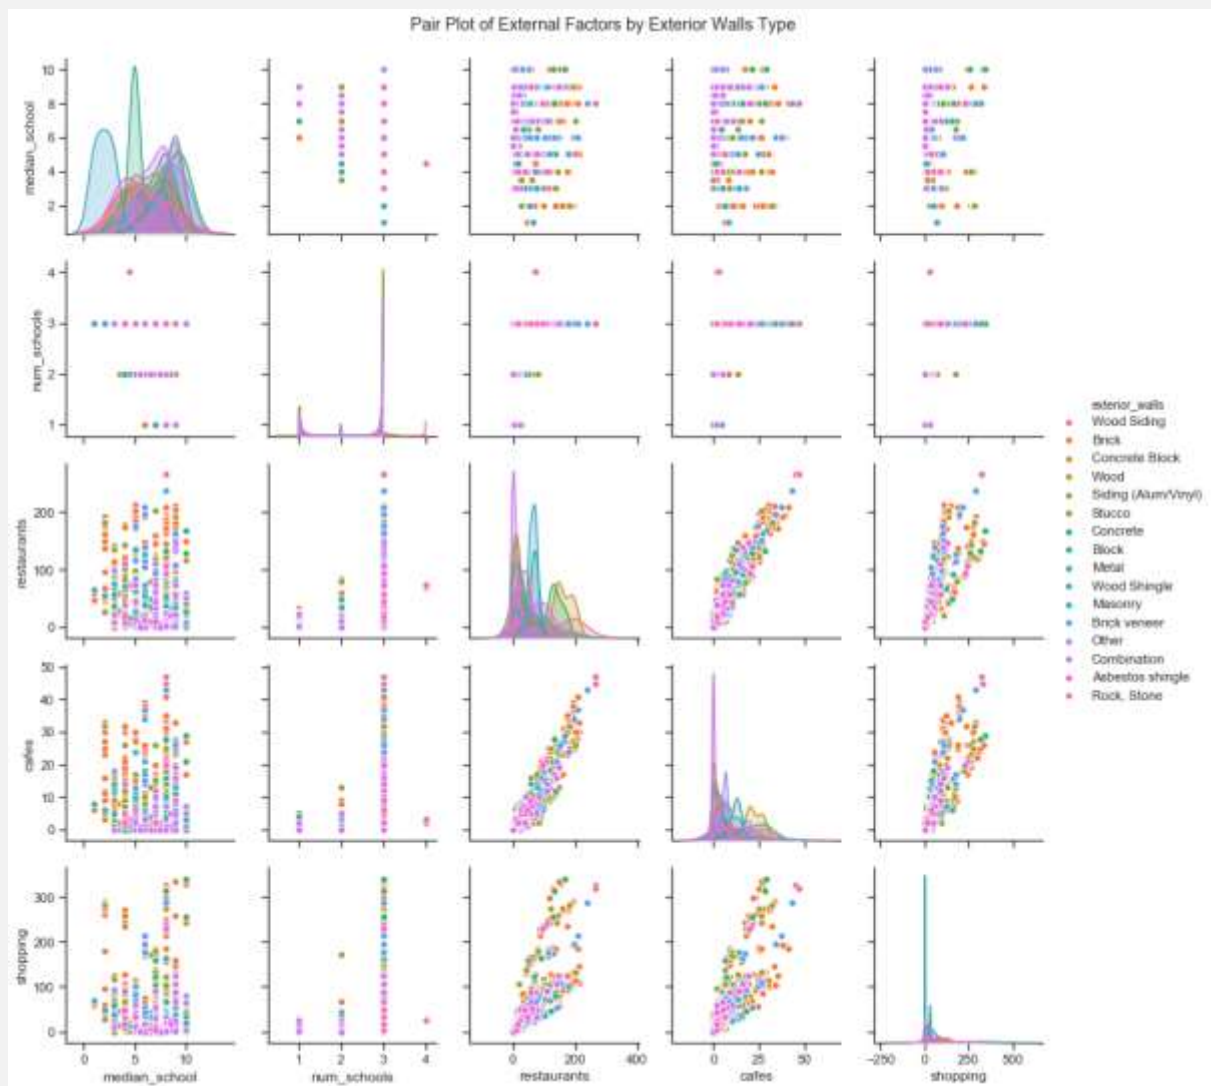 Pair Plot of External Factors by Exterior Walls Type
10
8
6
4
2
median_school
4
3
2
1
num_schools
200
100
0
restaurants
50
40
30
20
10
0
cafes
300
200
100
0
shopping
0 5 10
median_school
1 2 3 4
num_schools
0 200 400
restaurants
0 25 50
cafes
−250 0 250 500
shopping
exterior_walls
Wood Siding
Brick
Concrete Block
Wood
Siding (Alum/Vinyl)
Stucco
Concrete
Block
Metal
Wood Shingle
Masonry
Brick veneer
Other
Combination
Asbestos shingle
Rock, Stone